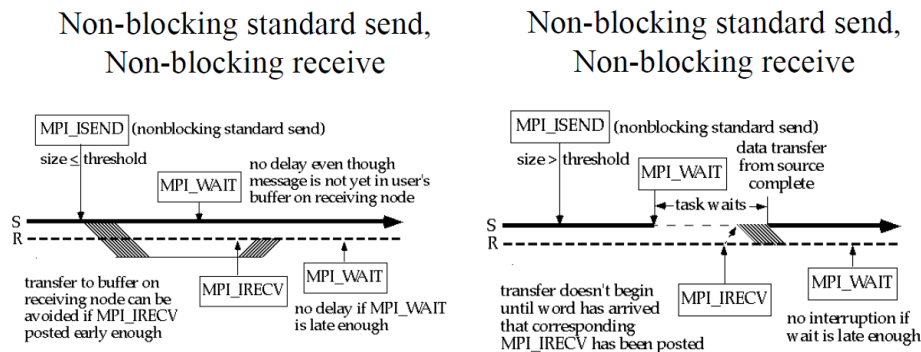 Non-blocking standard send,
Non-blocking receive
MPI_ISEND (nonblocking standard send)
size ≤ threshold
no delay even though
message is not yet in user's
buffer on receiving node
MPI_WAIT
S
R
transfer to buffer on
receiving node can be
avoided if MPI_IRECV
posted early enough
MPI_IRECV
MPI_WAIT
no delay if MPI_WAIT
is late enough
Non-blocking standard send,
Non-blocking receive
MPI_ISEND (nonblocking standard send)
size > threshold
data transfer
from source
complete
MPI_WAIT
task waits
S
R
transfer doesn't begin
until word has arrived
that corresponding
MPI_IRECV has been posted
MPI_IRECV
MPI_WAIT
no interruption if
wait is late enough